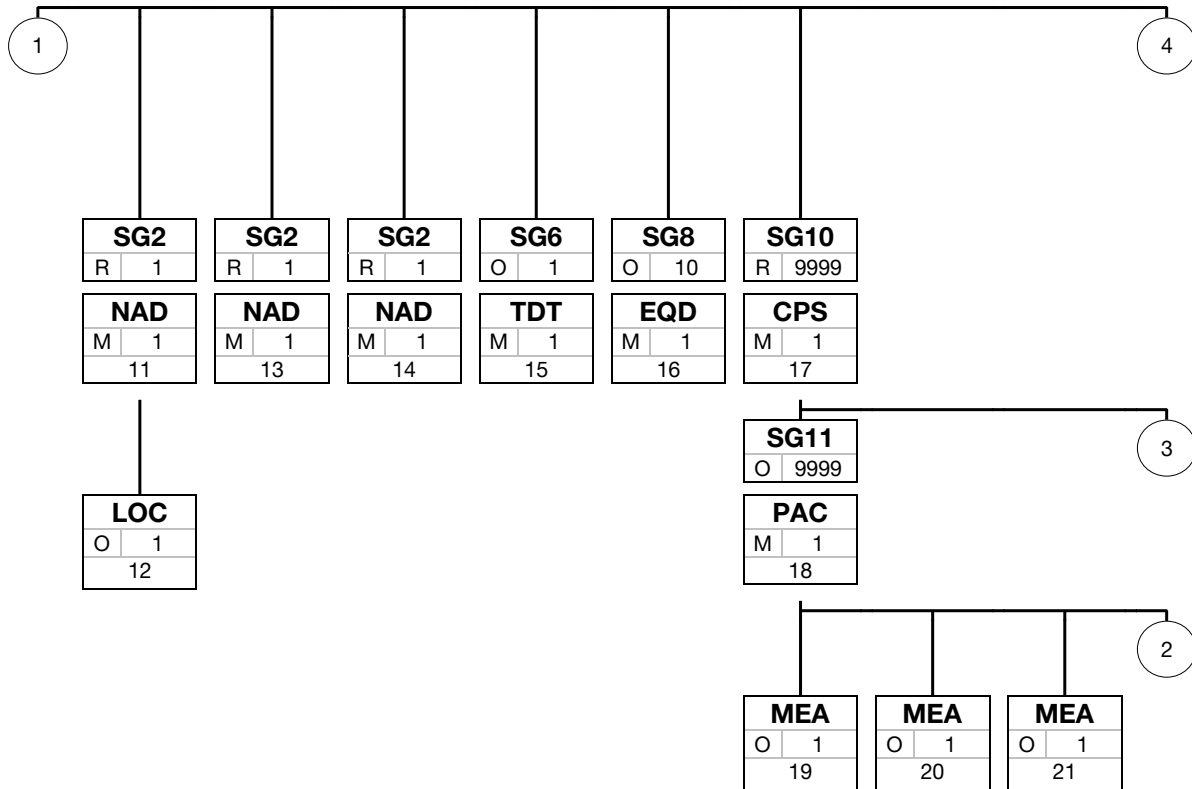 1
4
SG2 SG2 SG2 SG6 SG8 SG10
R 1 R 1 R 1 O 1 O 10 R 9999
NAD NAD NAD TDT EQD CPS
M 1 M 1 M 1 M 1 M 1 M 1
11 13 14 15 16 17
SG11
O 9999
3
LOC PAC
O 1 M 1
12 18
2
MEA MEA MEA
O 1 O 1 O 1
19 20 21